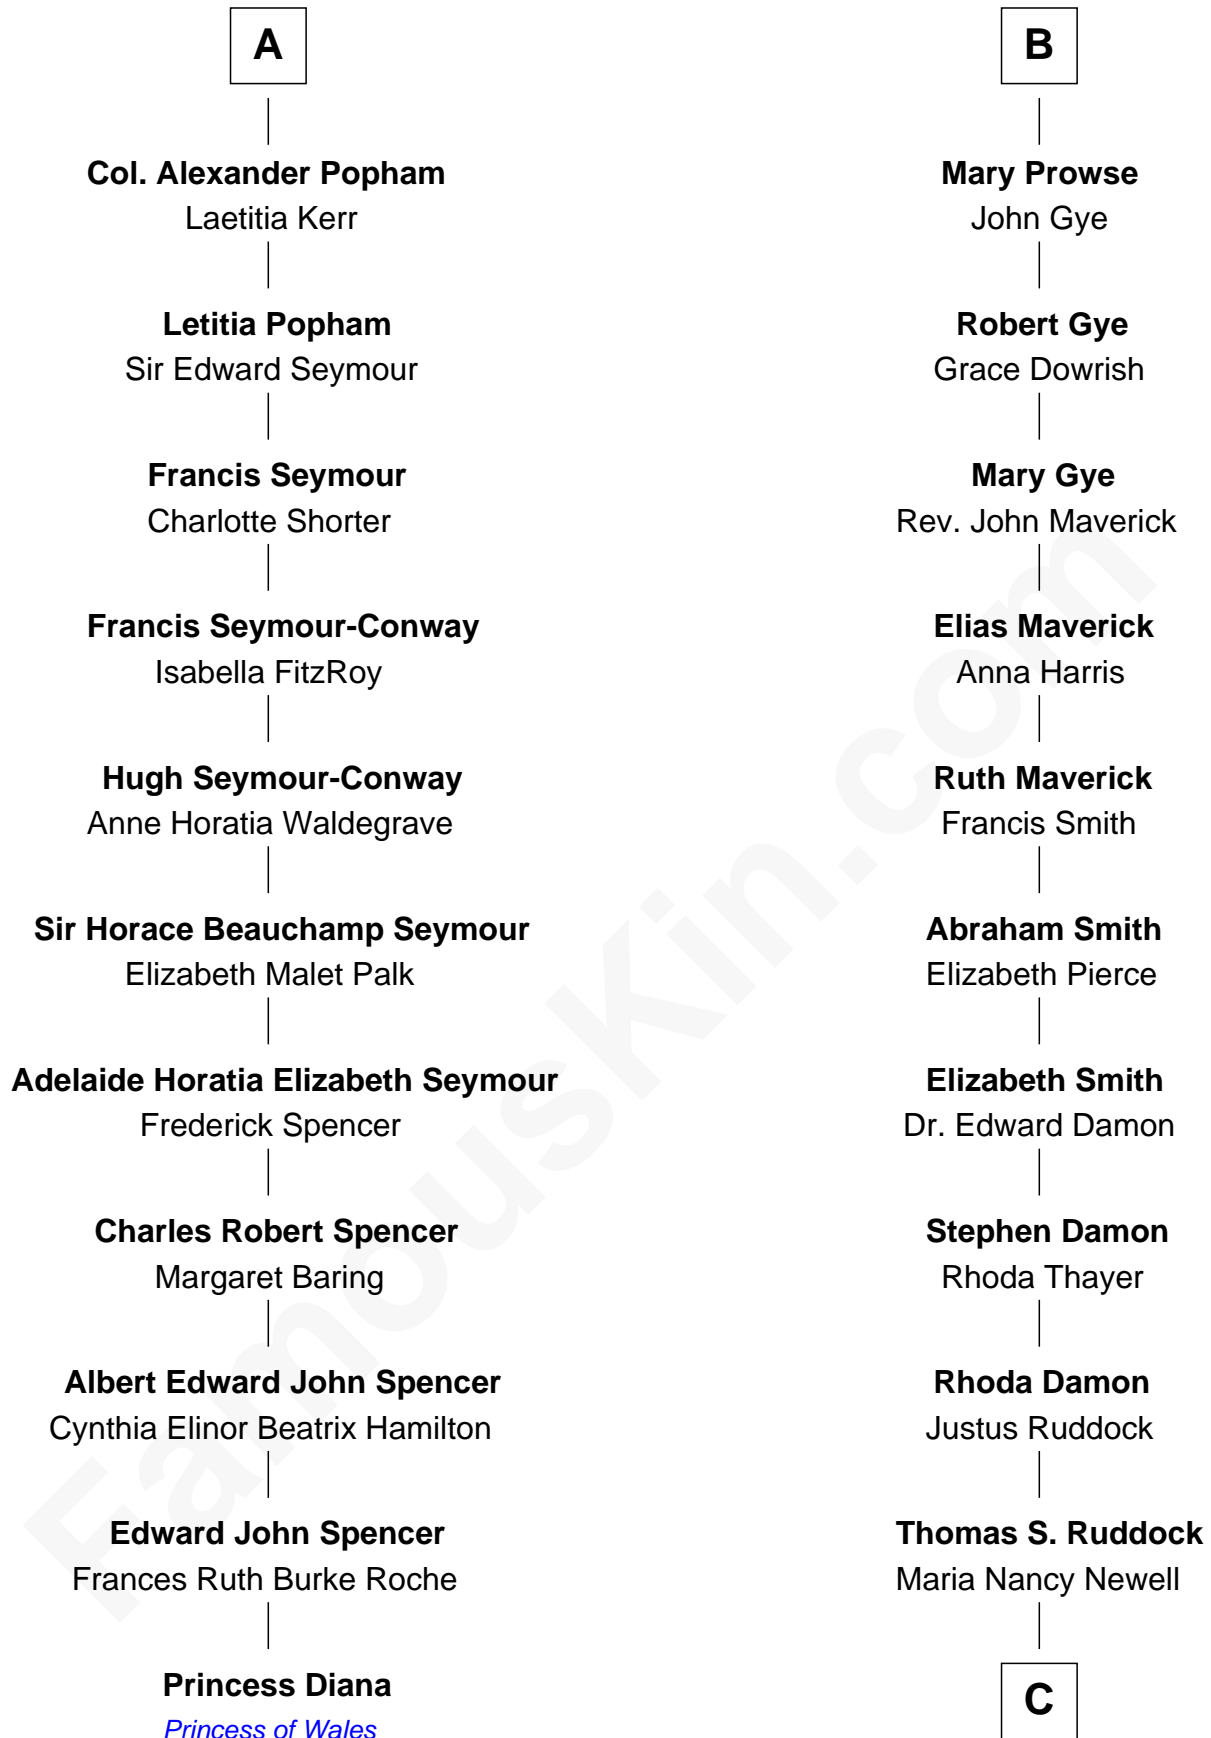 A
Col. Alexander Popham
Laetitia Kerr
Letitia Popham
Sir Edward Seymour
Francis Seymour
Charlotte Shorter
Francis Seymour-Conway
Isabella FitzRoy
Hugh Seymour-Conway
Anne Horatia Waldegrave
Sir Horace Beauchamp Seymour
Elizabeth Malet Palk
Adelaide Horatia Elizabeth Seymour
Frederick Spencer
Charles Robert Spencer
Margaret Baring
Albert Edward John Spencer
Cynthia Elinor Beatrix Hamilton
Edward John Spencer
Frances Ruth Burke Roche
Princess Diana
Princess of Wales
B
Mary Prowse
John Gye
Robert Gye
Grace Dowrish
Mary Gye
Rev. John Maverick
Elias Maverick
Anna Harris
Ruth Maverick
Francis Smith
Abraham Smith
Elizabeth Pierce
Elizabeth Smith
Dr. Edward Damon
Stephen Damon
Rhoda Thayer
Rhoda Damon
Justus Ruddock
Thomas S. Ruddock
Maria Nancy Newell
C
FamousKin.com